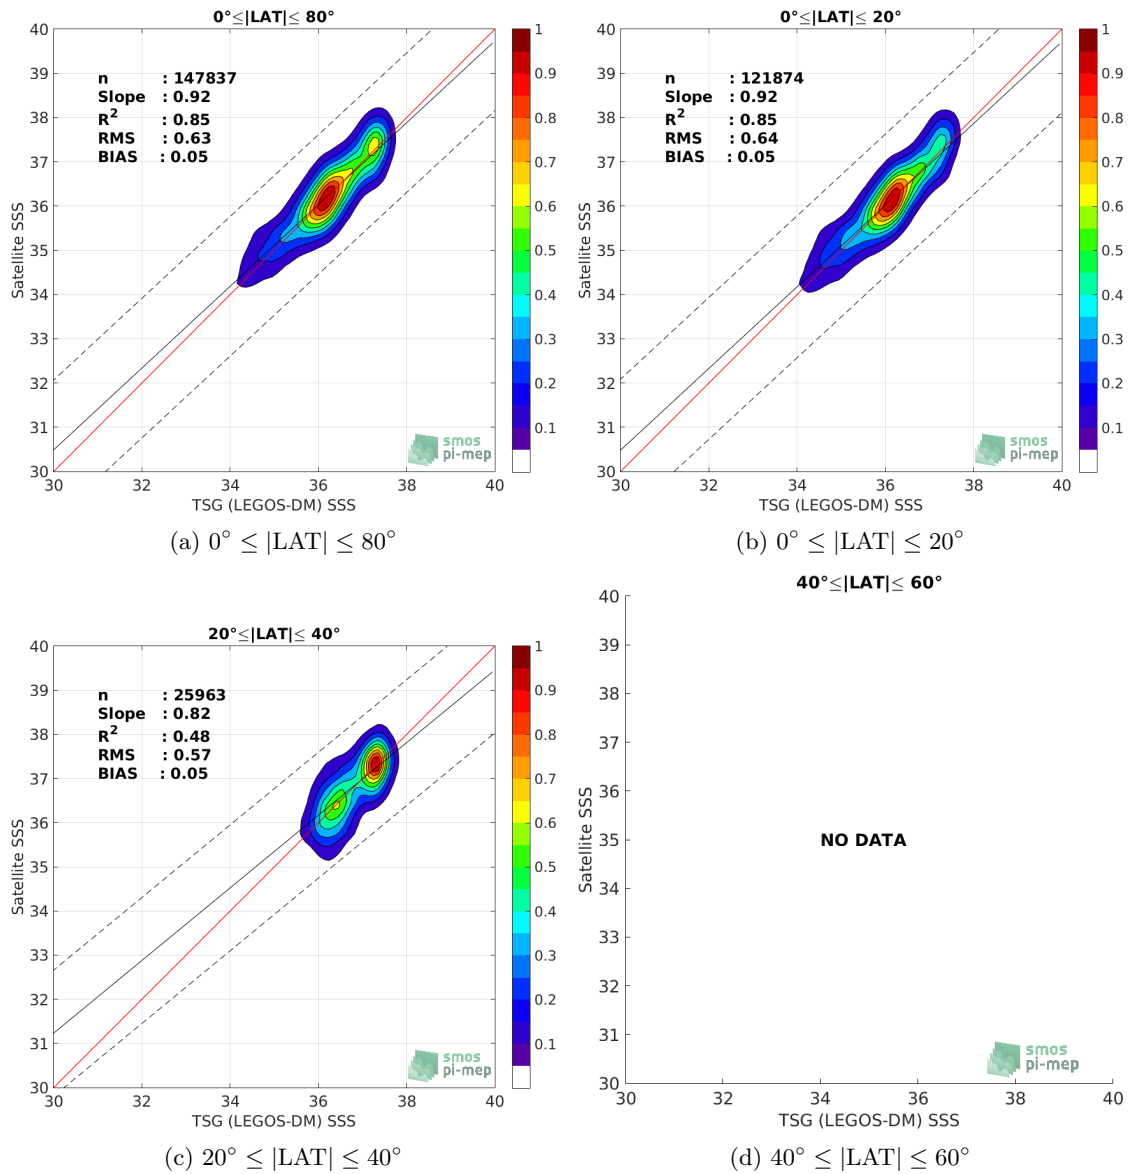 0°≤|LAT|≤ 80°
40
39
38
37
36
35
34
33
32
31
30
Satellite SSS
n : 147837
Slope : 0.92
R² : 0.85
RMS : 0.63
BIAS : 0.05
smos
pi-mep
30 32 34 36 38 40
TSG (LEGOS-DM) SSS
1
0.9
0.8
0.7
0.6
0.5
0.4
0.3
0.2
0.1
(a) 0° ≤ |LAT| ≤ 80°
0°≤|LAT|≤ 20°
40
39
38
37
36
35
34
33
32
31
30
Satellite SSS
n : 121874
Slope : 0.92
R² : 0.85
RMS : 0.64
BIAS : 0.05
smos
pi-mep
30 32 34 36 38 40
TSG (LEGOS-DM) SSS
1
0.9
0.8
0.7
0.6
0.5
0.4
0.3
0.2
0.1
(b) 0° ≤ |LAT| ≤ 20°
20°≤|LAT|≤ 40°
40
39
38
37
36
35
34
33
32
31
30
Satellite SSS
n : 25963
Slope : 0.82
R² : 0.48
RMS : 0.57
BIAS : 0.05
smos
pi-mep
30 32 34 36 38 40
TSG (LEGOS-DM) SSS
1
0.9
0.8
0.7
0.6
0.5
0.4
0.3
0.2
0.1
(c) 20° ≤ |LAT| ≤ 40°
40°≤|LAT|≤ 60°
40
39
38
37
36
35
34
33
32
31
30
Satellite SSS
NO DATA
smos
pi-mep
30 32 34 36 38 40
TSG (LEGOS-DM) SSS
(d) 40° ≤ |LAT| ≤ 60°